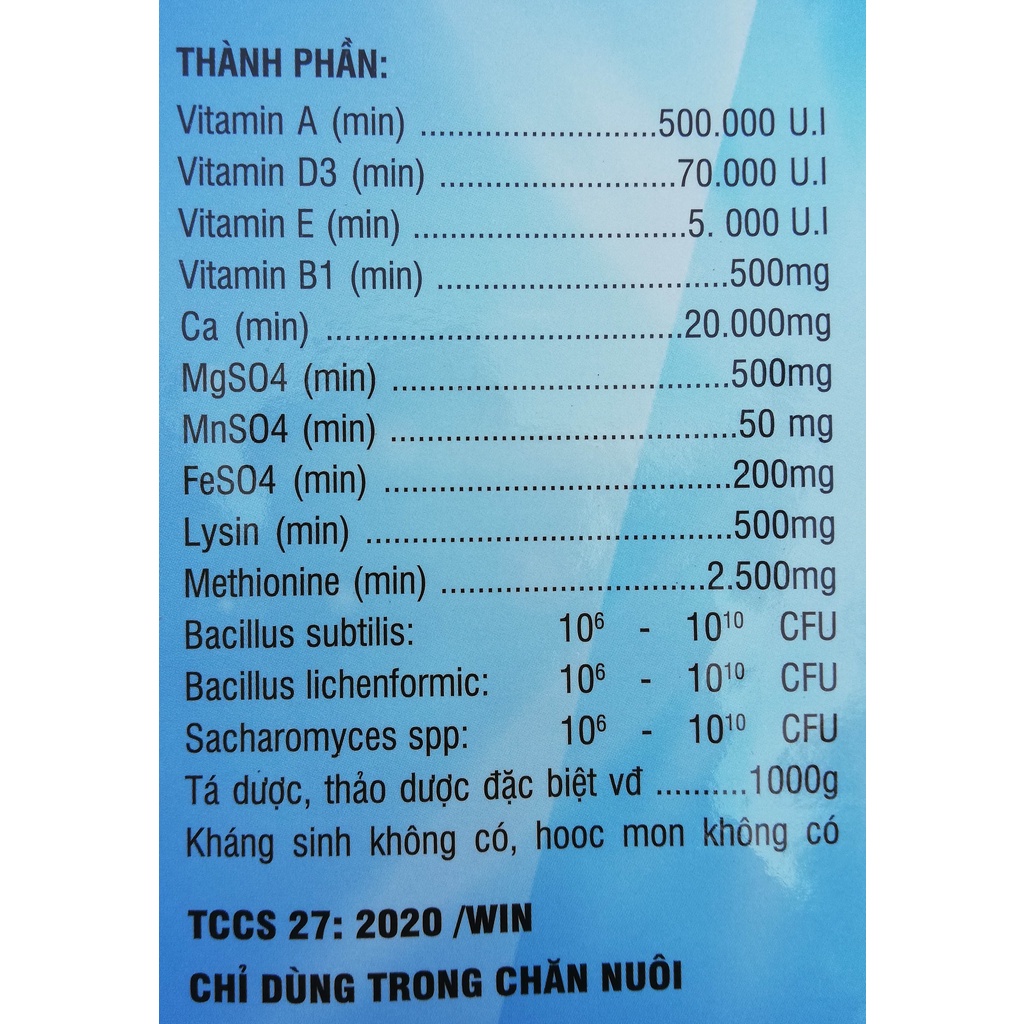 THÀNH PHẦN:
Vitamin A (min) .........................500.000 U.I
Vitamin D3 (min) .........................70.000 U.I
Vitamin E (min) .............................5. 000 U.I
Vitamin B1 (min) ...............................500mg
Ca (min) ......................................20.000mg
MgSO4 (min) ....................................500mg
MnSO4 (min) .....................................50 mg
FeSO4 (min) .....................................200mg
Lysin (min) .......................................500mg
Methionine (min) ............................2.500mg
Bacillus subtilis: 10⁶ - 10¹⁰ CFU
Bacillus lichenformic: 10⁶ - 10¹⁰ CFU
Sacharomyces spp: 10⁶ - 10¹⁰ CFU
Tá dược, thảo dược đặc biệt vđ ..........1000g
Kháng sinh không có, hooc mon không có
TCCS 27: 2020 /WIN
CHỈ DÙNG TRONG CHĂN NUÔI